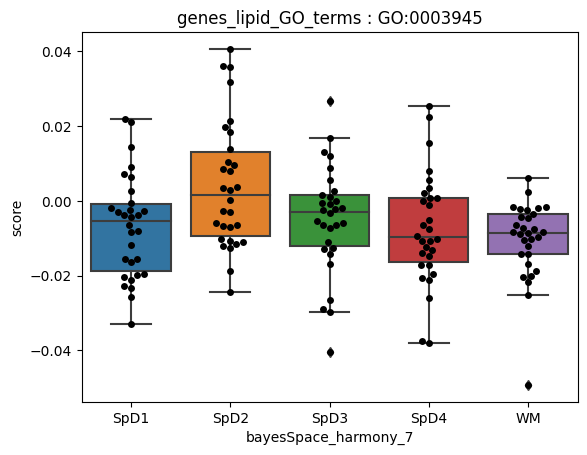 genes_lipid_GO_terms : GO:0003945
0.04
0.02
0.00
−0.02
−0.04
score
SpD1 SpD2 SpD3 SpD4 WM
bayesSpace_harmony_7